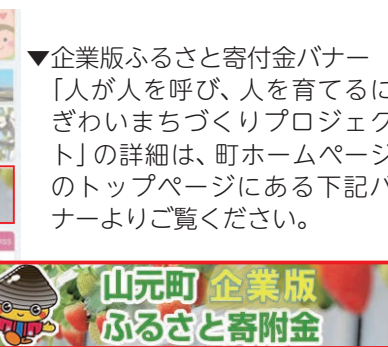 ▼企業版ふるさと寄付金バナー
「人が人を呼び、人を育てるに
ぎわいまちづくりプロジェク
ト」の詳細は、町ホームページ
のトップページにある下記バ
ナーよりご覧ください。
山元町 企業版
ふるさと寄附金